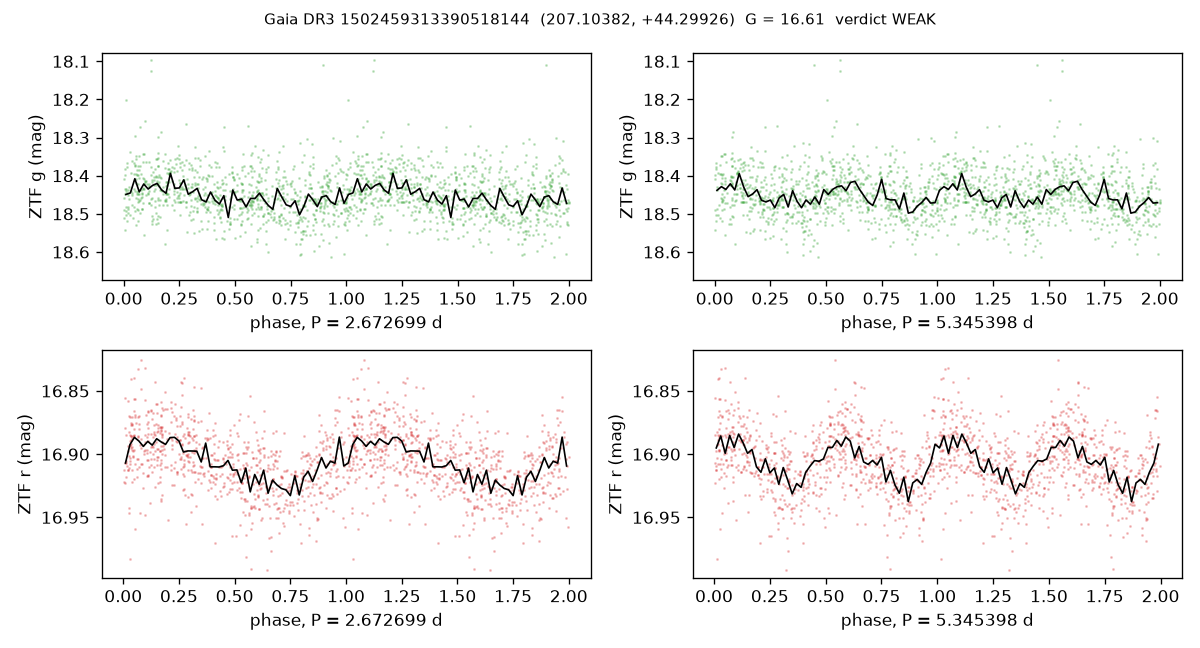 Gaia DR3 1502459313390518144 (207.10382, +44.29926) G = 16.61 verdict WEAK
ZTF g (mag)
18.1
18.2
18.3
18.4
18.5
18.6
0.00 0.25 0.50 0.75 1.00 1.25 1.50 1.75 2.00
phase, P = 2.672699 d
ZTF g (mag)
18.1
18.2
18.3
18.4
18.5
18.6
0.00 0.25 0.50 0.75 1.00 1.25 1.50 1.75 2.00
phase, P = 5.345398 d
ZTF r (mag)
16.85
16.90
16.95
0.00 0.25 0.50 0.75 1.00 1.25 1.50 1.75 2.00
phase, P = 2.672699 d
ZTF r (mag)
16.85
16.90
16.95
0.00 0.25 0.50 0.75 1.00 1.25 1.50 1.75 2.00
phase, P = 5.345398 d